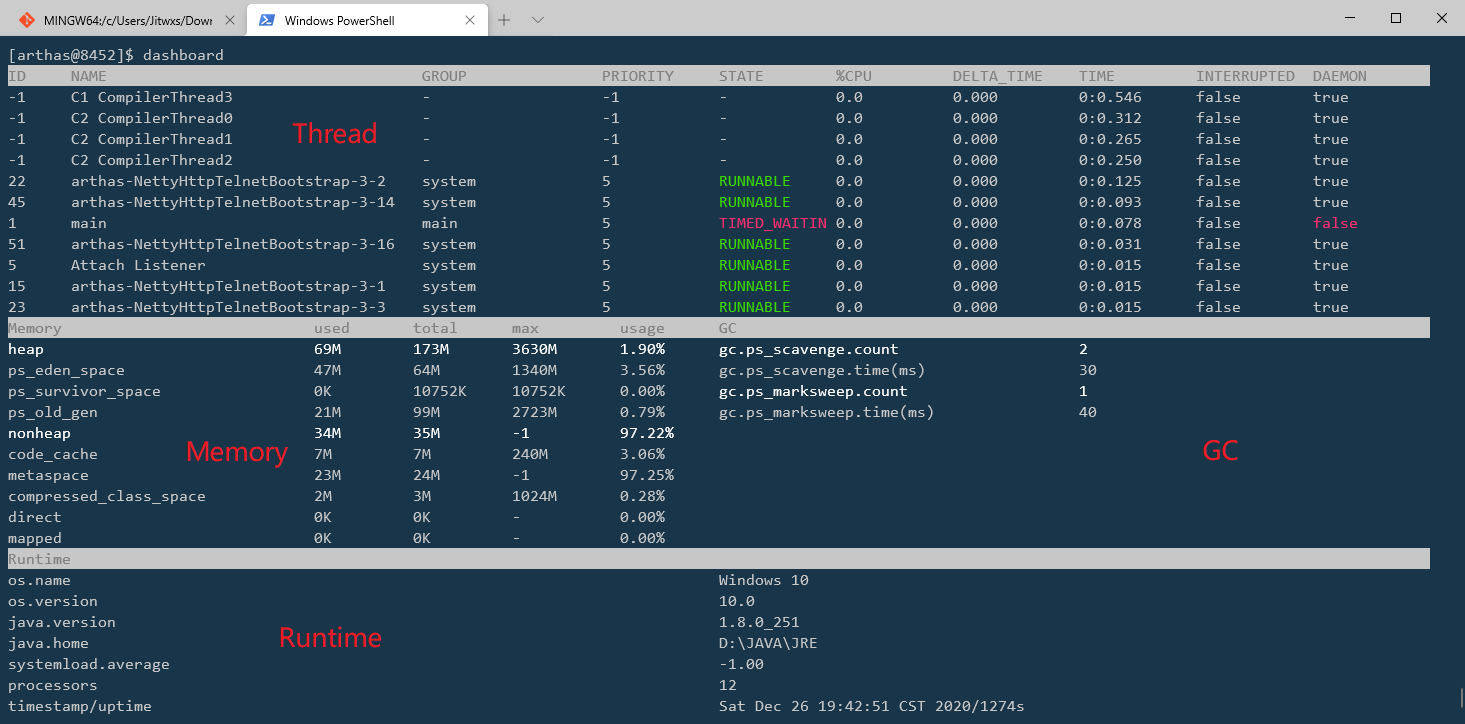 MINGW64:/c/Users/Jitwxs/Down
Windows PowerShell
[arthas@8452]$ dashboard
ID NAME GROUP PRIORITY STATE %CPU DELTA_TIME TIME INTERRUPTED DAEMON
-1 C1 CompilerThread3 - -1 - 0.0 0.000 0:0.546 false true
-1 C2 CompilerThread0 - -1 - 0.0 0.000 0:0.312 false true
Thread
-1 C2 CompilerThread1 - -1 - 0.0 0.000 0:0.265 false true
-1 C2 CompilerThread2 - -1 - 0.0 0.000 0:0.250 false true
22 arthas-NettyHttpTelnetBootstrap-3-2 system 5 RUNNABLE 0.0 0.000 0:0.125 false true
45 arthas-NettyHttpTelnetBootstrap-3-14 system 5 RUNNABLE 0.0 0.000 0:0.093 false true
1 main main 5 TIMED_WAITIN 0.0 0.000 0:0.078 false false
51 arthas-NettyHttpTelnetBootstrap-3-16 system 5 RUNNABLE 0.0 0.000 0:0.031 false true
5 Attach Listener system 5 RUNNABLE 0.0 0.000 0:0.015 false true
15 arthas-NettyHttpTelnetBootstrap-3-1 system 5 RUNNABLE 0.0 0.000 0:0.015 false true
23 arthas-NettyHttpTelnetBootstrap-3-3 system 5 RUNNABLE 0.0 0.000 0:0.015 false true
Memory used total max usage GC
heap 69M 173M 3630M 1.90% gc.ps_scavenge.count 2
ps_eden_space 47M 64M 1340M 3.56% gc.ps_scavenge.time(ms) 30
ps_survivor_space 0K 10752K 10752K 0.00% gc.ps_marksweep.count 1
ps_old_gen 21M 99M 2723M 0.79% gc.ps_marksweep.time(ms) 40
nonheap 34M 35M -1 97.22%
Memory
GC
code_cache 7M 7M 240M 3.06%
metaspace 23M 24M -1 97.25%
compressed_class_space 2M 3M 1024M 0.28%
direct 0K 0K - 0.00%
mapped 0K 0K - 0.00%
Runtime
os.name Windows 10
os.version 10.0
java.version 1.8.0_251
Runtime
java.home D:\JAVA\JRE
systemload.average -1.00
processors 12
timestamp/uptime Sat Dec 26 19:42:51 CST 2020/1274s